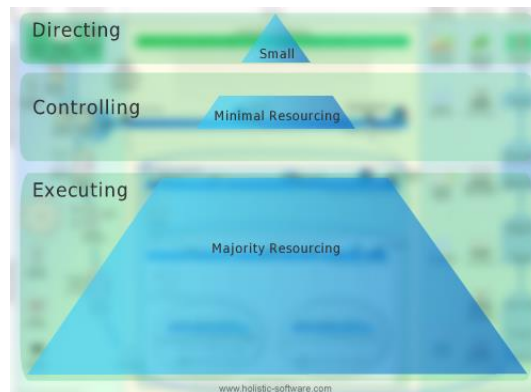 Directing
Small
Controlling
Minimal Resourcing
Executing
Majority Resourcing
www.holistic-software.com